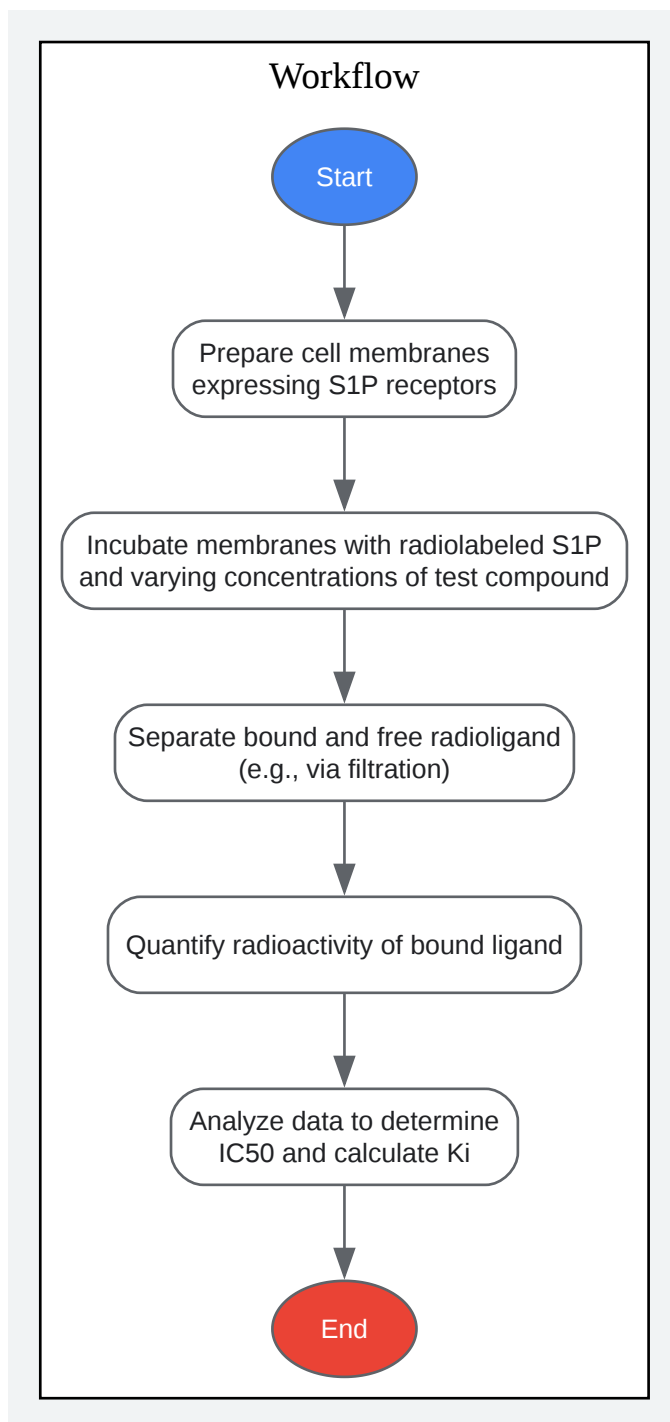 Workflow
Start
Prepare cell membranes
expressing S1P receptors
Incubate membranes with radiolabeled S1P
and varying concentrations of test compound
Separate bound and free radioligand
(e.g., via filtration)
Quantify radioactivity of bound ligand
Analyze data to determine
IC50 and calculate Ki
End